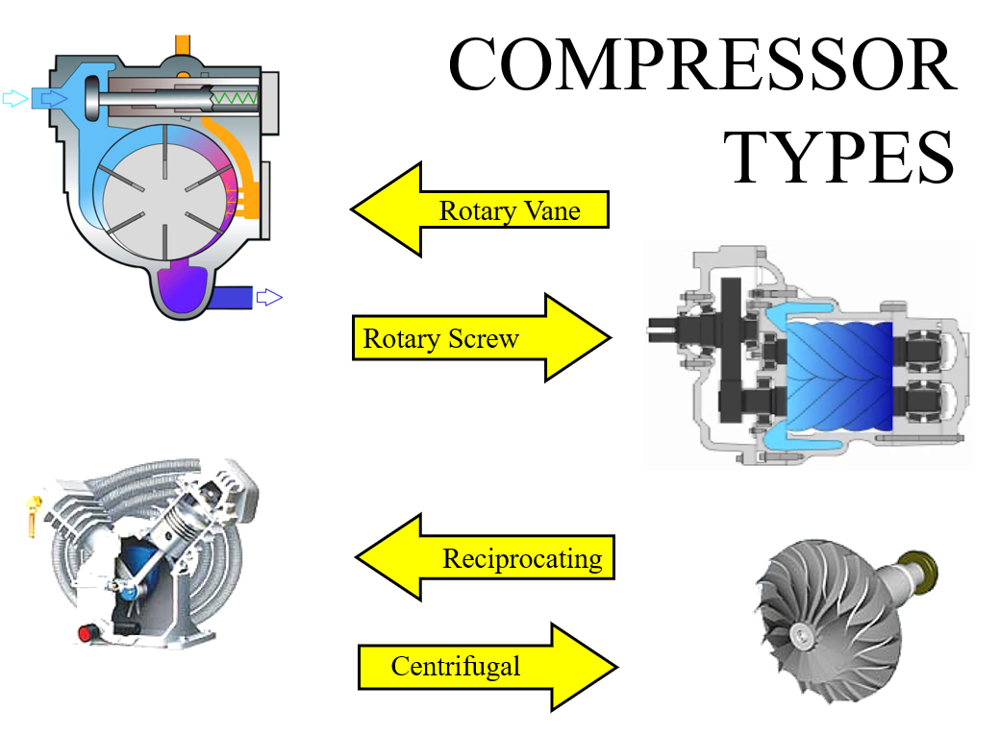 COMPRESSOR
TYPES
Rotary Vane
Rotary Screw
Reciprocating
Centrifugal